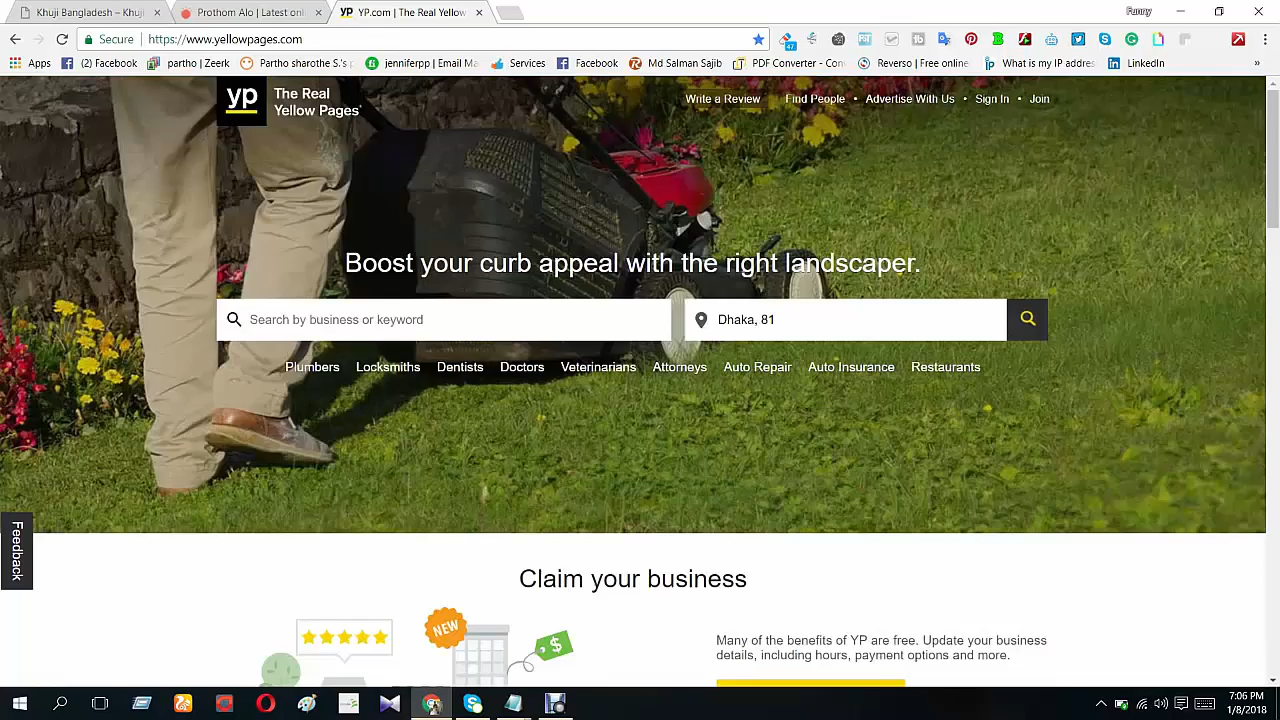 Khuji Bangladesh – Khuji
Prothom Alo | Latest onli
YP.com | The Real Yellow
Funny
Secure
https://www.yellowpages.com
47
Apps
(2) Facebook
partho | Zeerk
Partho sharothe S.'s p
jenniferpp | Email Ma
Services
Facebook
Md Salman Sajib
PDF Converter - Con
Reverso | Free online
What is my IP addres
LinkedIn
»
yp
The Real
Yellow Pages
Write a Review
Find People • Advertise With Us • Sign In • Join
Boost your curb appeal with the right landscaper.
Search by business or keyword
Dhaka, 81
Plumbers Locksmiths Dentists Doctors Veterinarians Attorneys Auto Repair Auto Insurance Restaurants
Feedback
Claim your business
NEW
$
Many of the benefits of YP are free. Update your business
details, including hours, payment options and more.
7:06 PM
1/8/2018